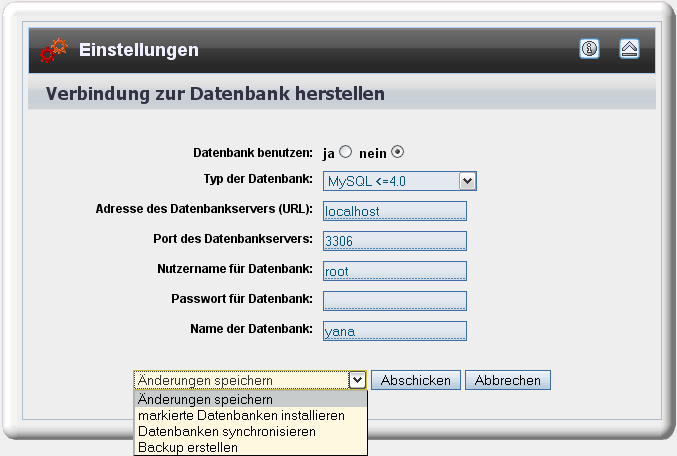 Einstellungen
Verbindung zur Datenbank herstellen
Datenbank benutzen: ja nein
Typ der Datenbank: MySQL <=4.0
Adresse des Datenbankservers (URL): localhost
Port des Datenbankservers: 3306
Nutzername für Datenbank: root
Passwort für Datenbank:
Name der Datenbank: yana
Änderungen speichern Abschicken Abbrechen
Änderungen speichern
markierte Datenbanken installieren
Datenbanken synchronisieren
Backup erstellen